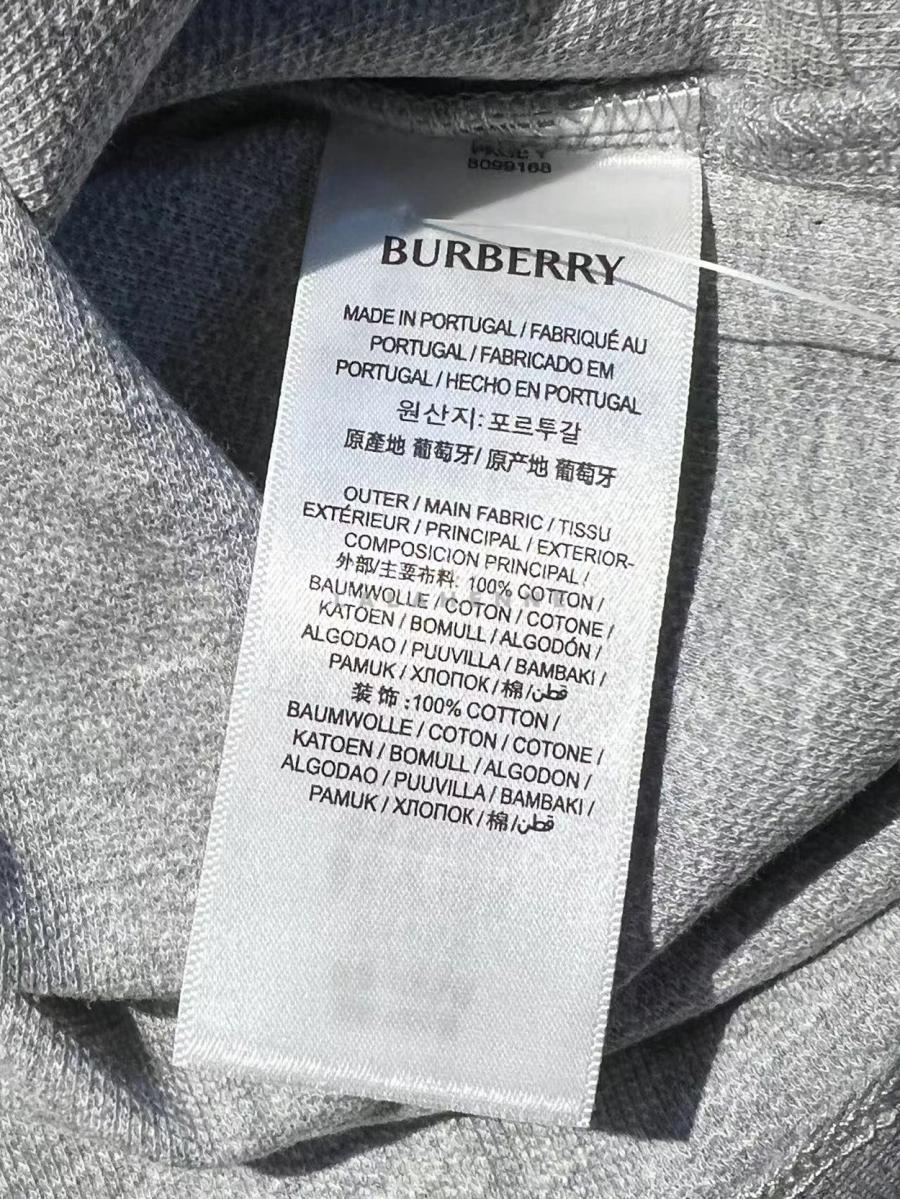 8099168
BURBERRY
MADE IN PORTUGAL / FABRIQUÉ AU
PORTUGAL / FABRICADO EM
PORTUGAL / HECHO EN PORTUGAL
원산지: 포르투갈
原產地 葡萄牙/ 原产地 葡萄牙
OUTER / MAIN FABRIC / TISSU
EXTÉRIEUR / PRINCIPAL / EXTERIOR-
COMPOSICION PRINCIPAL /
外部/主要布料: 100% COTTON /
BAUMWOLLE / COTON / COTONE /
KATOEN / BOMULL / ALGODÓN /
ALGODAO / PUUVILLA / BAMBAKI /
PAMUK / ХЛОПОК / 棉 /قطن
装 饰 :100% COTTON /
BAUMWOLLE / COTON / COTONE /
KATOEN / BOMULL / ALGODON /
ALGODAO / PUUVILLA / BAMBAKI /
PAMUK / ХЛОПОК / 棉 /قطن